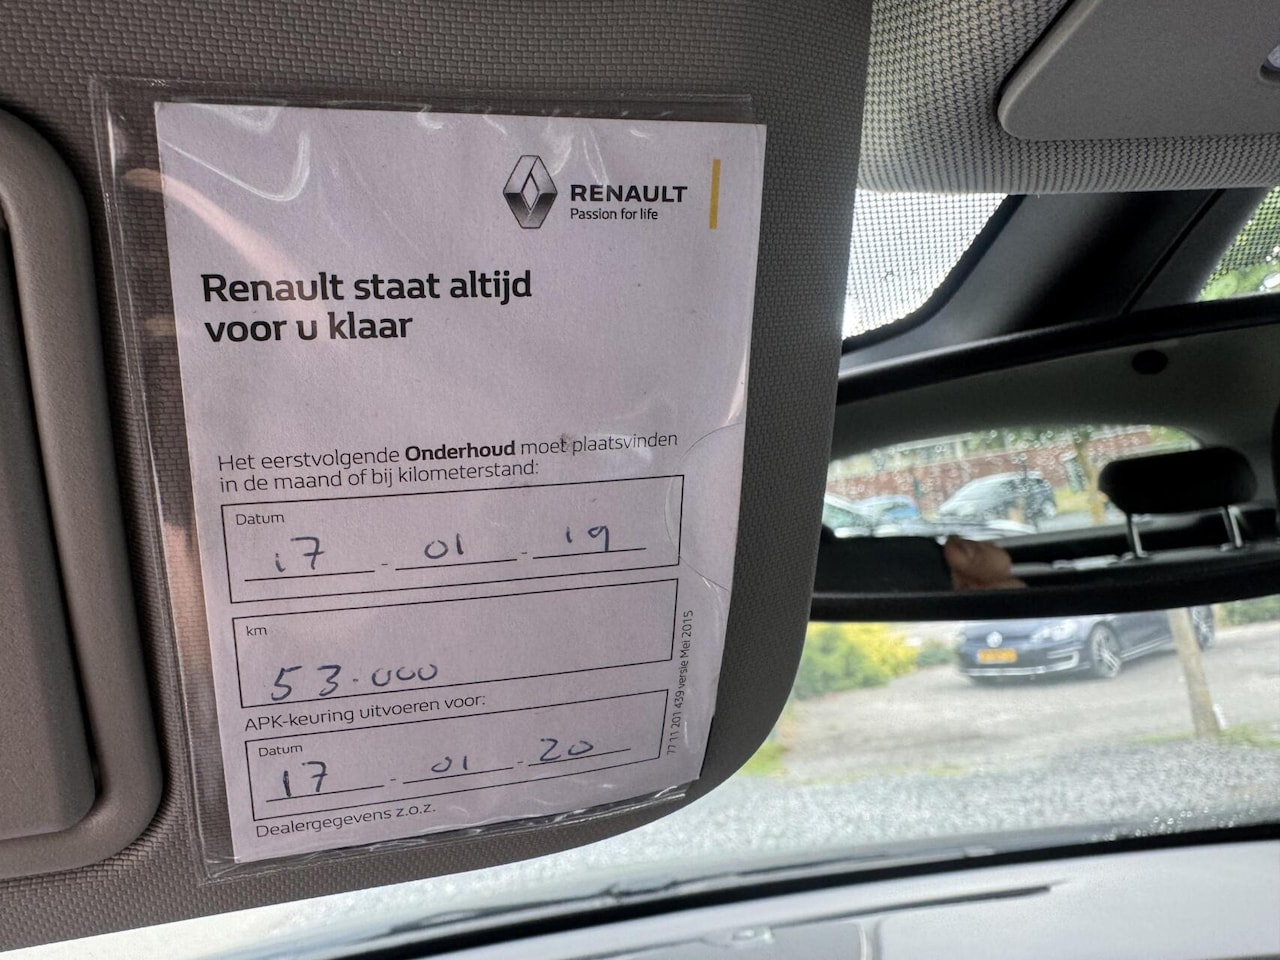 RENAULT
Passion for life
Renault staat altijd
voor u klaar
Het eerstvolgende Onderhoud moet plaatsvinden
in de maand of bij kilometerstand:
Datum
17 - 01 - 19
km
53.000
APK-keuring uitvoeren voor:
Datum
17 - 01 - 20
Dealergegevens z.o.z.
77 11 201 439 versie Mei 2015